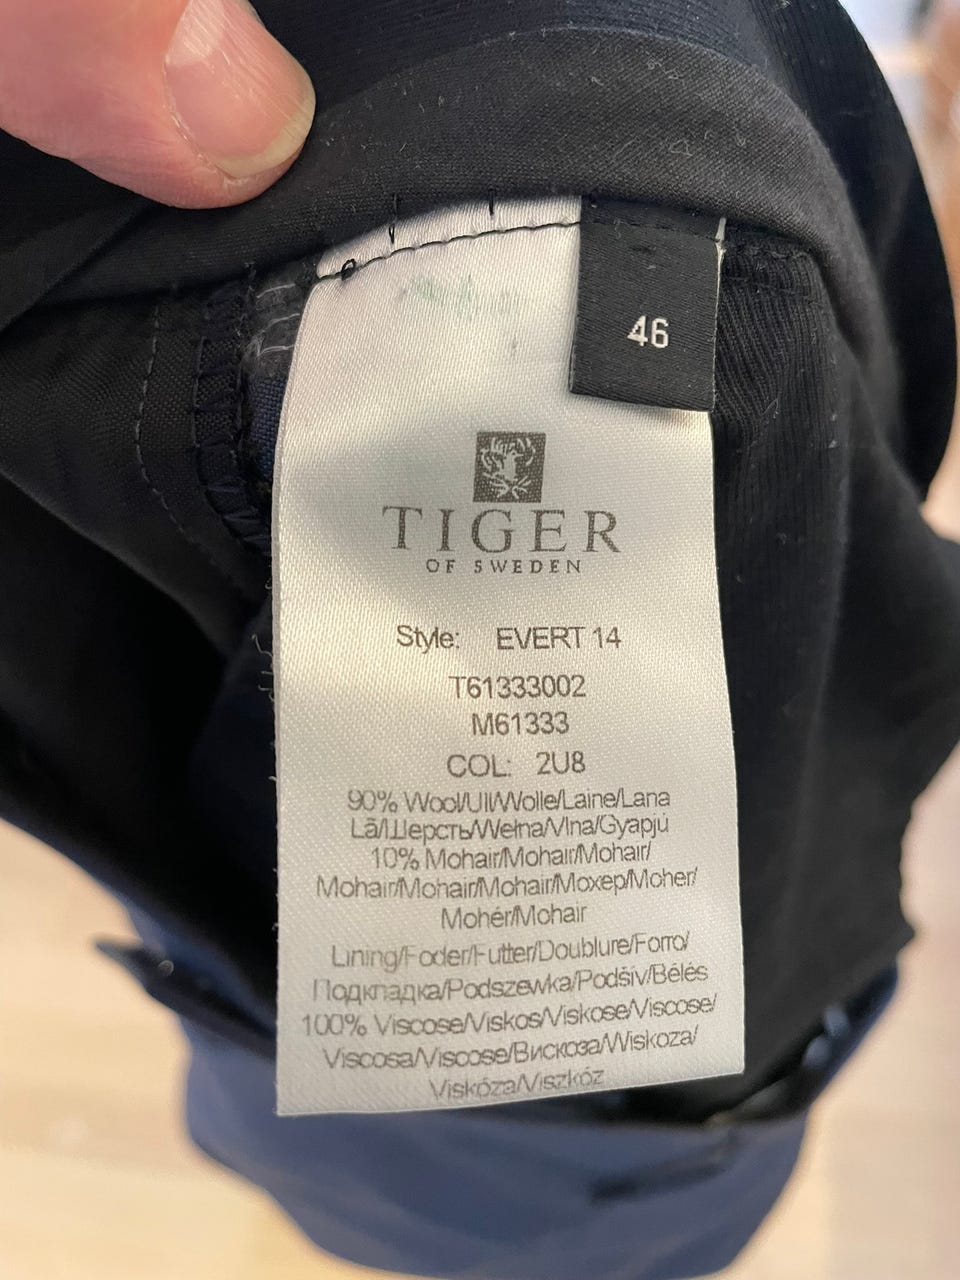 46
TIGER
OF SWEDEN
Style: EVERT 14
T61333002
M61333
COL: 2U8
90% Wool/Ull/Wolle/Laine/Lana
Lã/Шерсть/Wełna/Vlna/Gyapjú
10% Mohair/Mohair/Mohair/
Mohair/Mohair/Mohair/Мохер/Moher/
Mohér/Mohair
Lining/Foder/Futter/Doublure/Forro/
Подкладка/Podszewka/Podšív/Bélés
100% Viscose/Viskos/Viskose/Viscose/
Viscosa/Viscose/Вискоза/Wiskoza/
Viskóza/Viszkóz